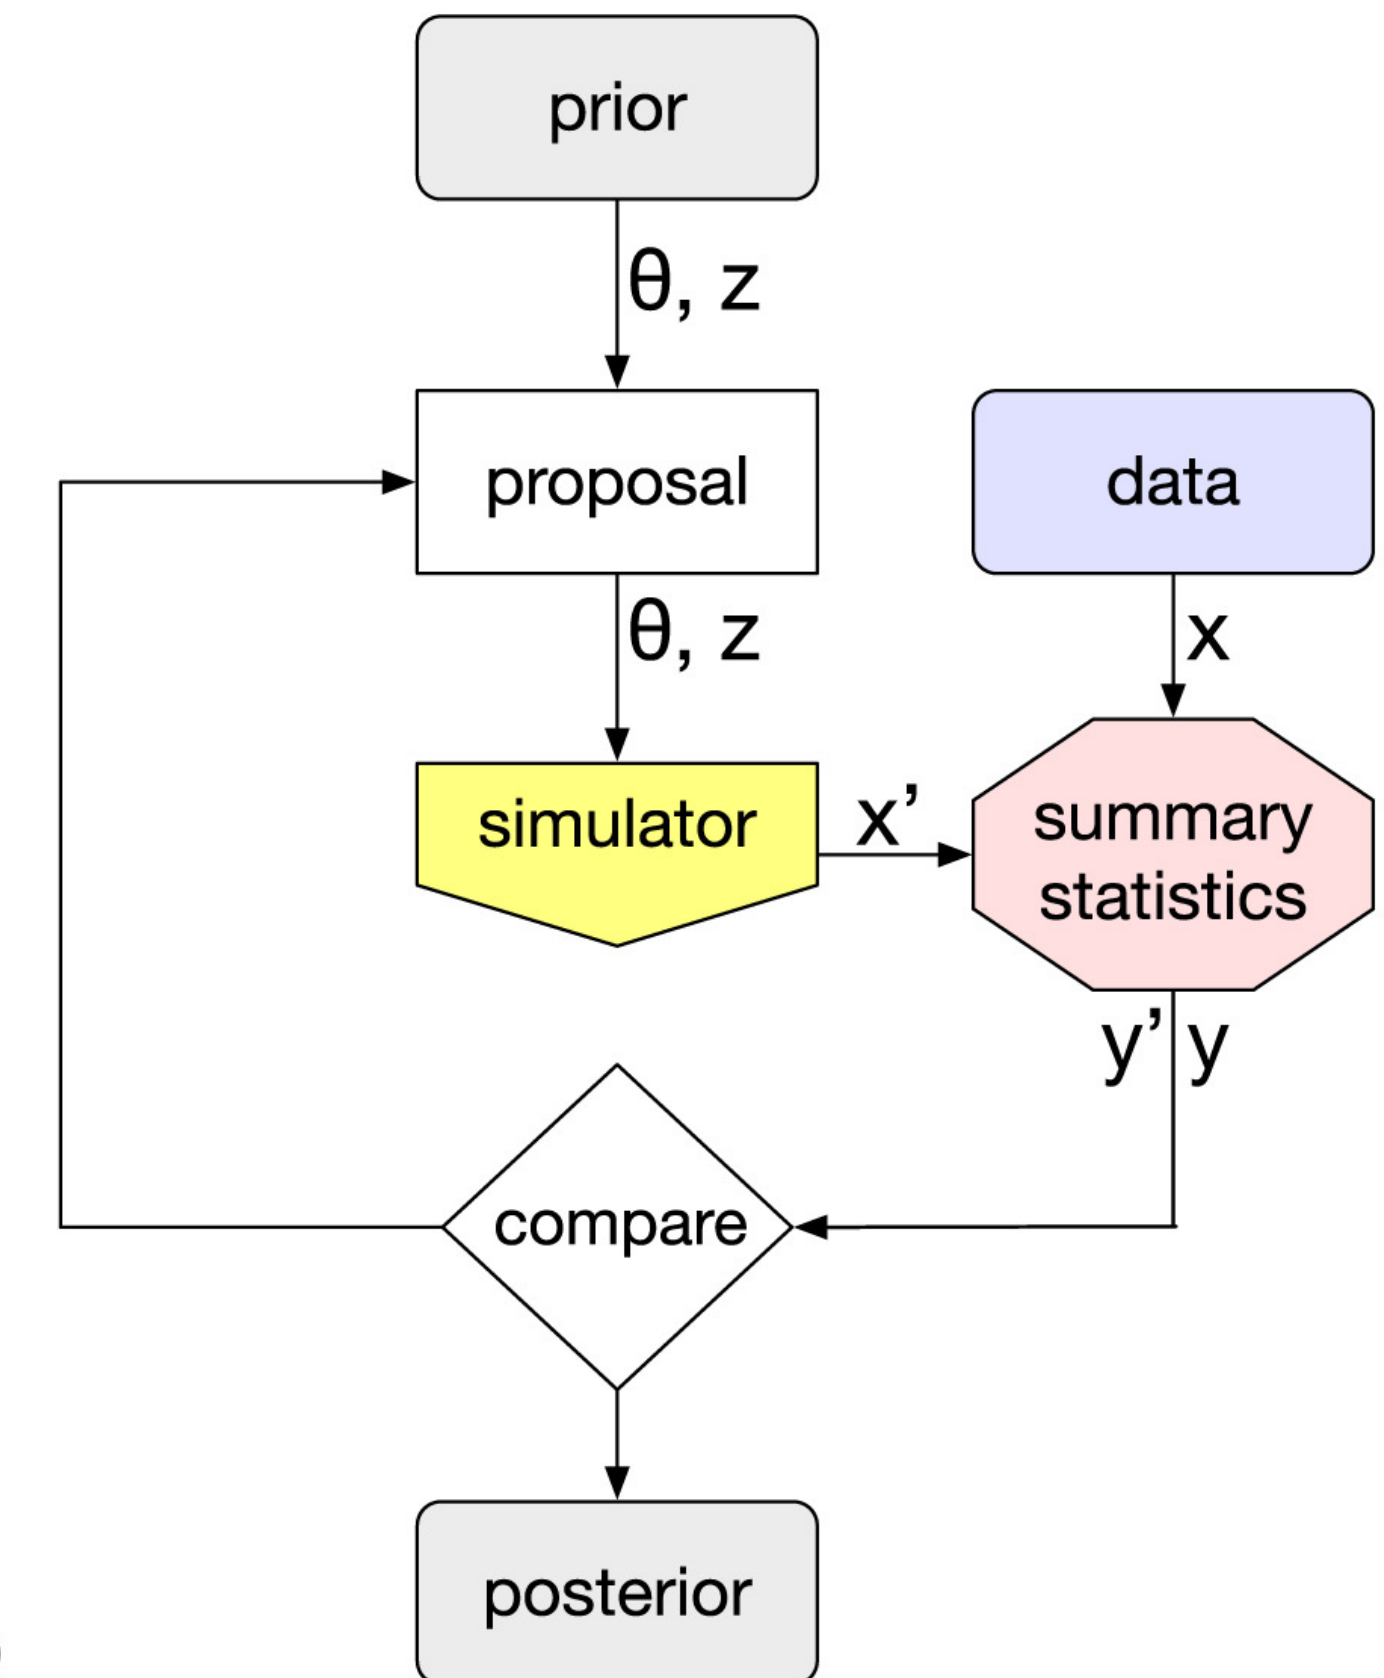 prior
θ, z
proposal
data
θ, z
x
simulator
x’
summary
statistics
y’ y
compare
posterior